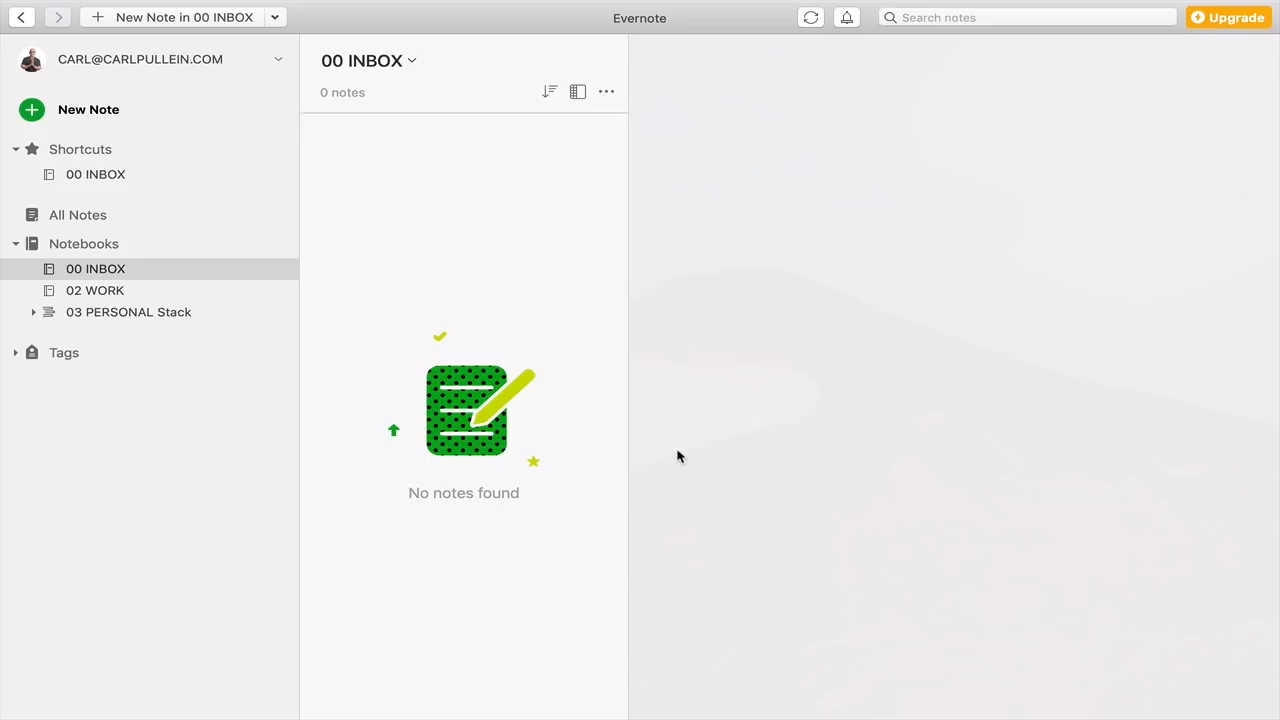 New Note in 00 INBOX
Evernote
Search notes
Upgrade
CARL@CARLPULLEIN.COM
New Note
Shortcuts
00 INBOX
All Notes
Notebooks
00 INBOX
02 WORK
03 PERSONAL Stack
Tags
00 INBOX
0 notes
No notes found